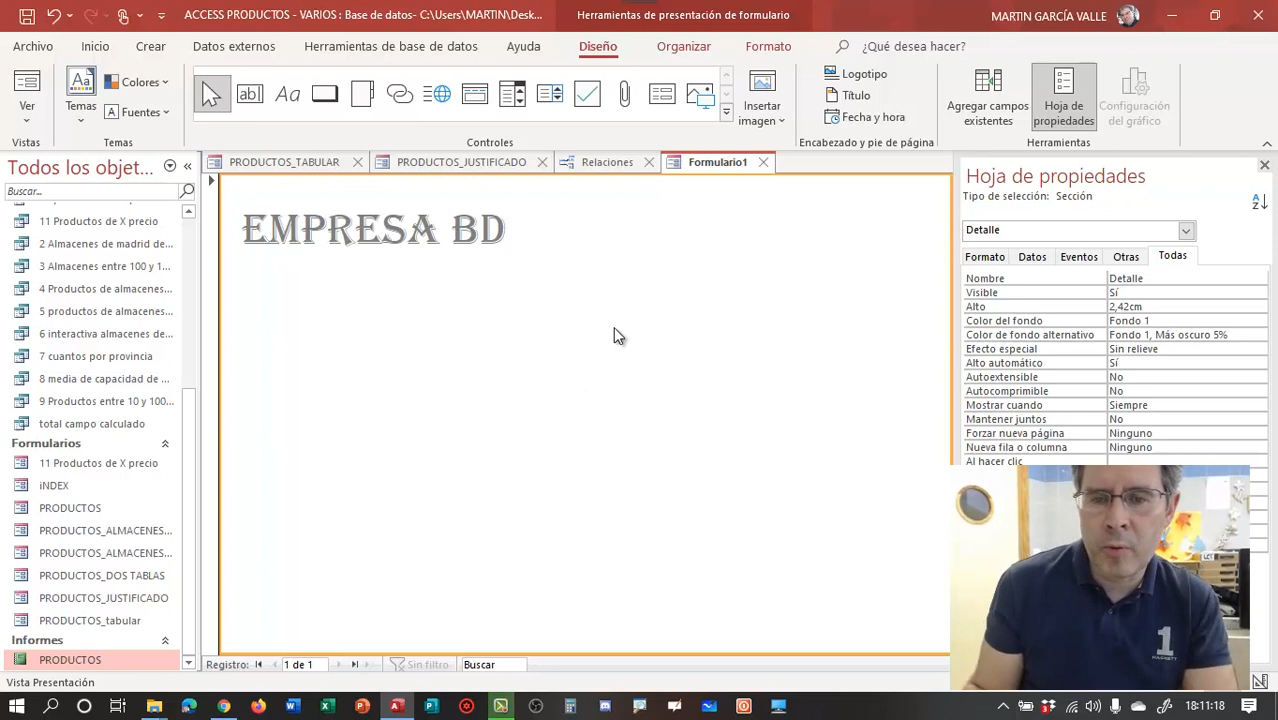 ACCESS PRODUCTOS - VARIOS : Base de datos- C:\Users\MARTIN\Desk...
Herramientas de presentación de formulario
MARTIN GARCÍA VALLE
Archivo Inicio Crear Datos externos Herramientas de base de datos Ayuda Diseño Organizar Formato ¿Qué desea hacer?
Ver
Temas
Colores
Fuentes
Insertar imagen
Logotipo
Título
Fecha y hora
Agregar campos existentes
Hoja de propiedades
Configuración del gráfico
Vistas Temas Controles Encabezado y pie de página Herramientas
Todos los objet...
Buscar...
11 Productos de X precio
2 Almacenes de madrid de...
3 Almacenes entre 100 y 1...
4 Productos de almacenes...
5 productos de almacenes...
6 interactiva almacenes de...
7 cuantos por provincia
8 media de capacidad de ...
9 Productos entre 10 y 100...
total campo calculado
Formularios
11 Productos de X precio
iNDEX
PRODUCTOS
PRODUCTOS_ALMACENES...
PRODUCTOS_ALMACENES...
PRODUCTOS_DOS TABLAS
PRODUCTOS_JUSTIFICADO
PRODUCTOS_tabular
Informes
PRODUCTOS
PRODUCTOS_TABULAR
PRODUCTOS_JUSTIFICADO
Relaciones
Formulario1
EMPRESA BD
Registro: 1 de 1 Sin filtro Buscar
Hoja de propiedades
Tipo de selección: Sección
Detalle
Formato Datos Eventos Otras Todas
Nombre Detalle
Visible Sí
Alto 2,42cm
Color del fondo Fondo 1
Color de fondo alternativo Fondo 1, Más oscuro 5%
Efecto especial Sin relieve
Alto automático Sí
Autoextensible No
Autocomprimible No
Mostrar cuando Siempre
Mantener juntos No
Forzar nueva página Ninguno
Nueva fila o columna Ninguno
Al hacer clic
1
HACKETT
Vista Presentación
18:11:18